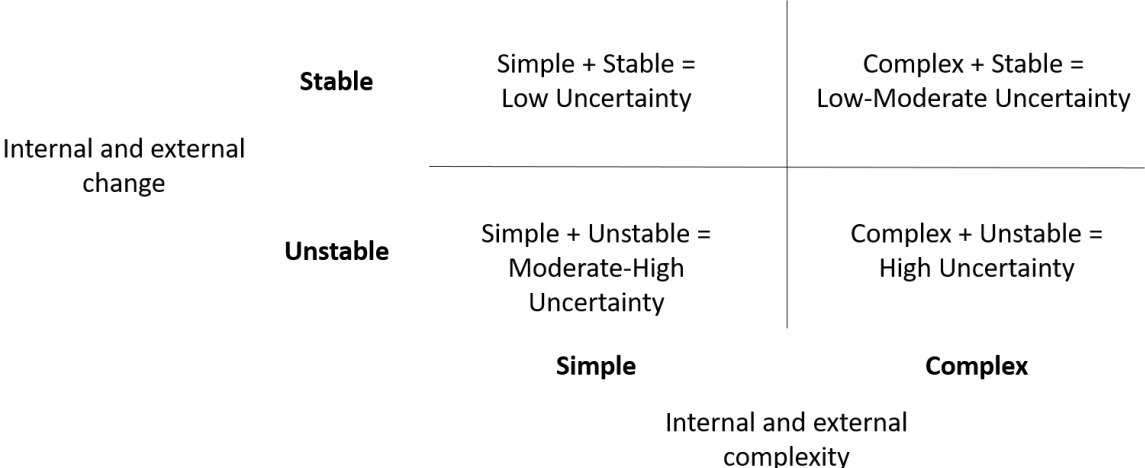 Stable
Simple + Stable =
Low Uncertainty
Complex + Stable =
Low-Moderate Uncertainty
Internal and external
change
Unstable
Simple + Unstable =
Moderate-High
Uncertainty
Complex + Unstable =
High Uncertainty
Simple
Complex
Internal and external
complexity